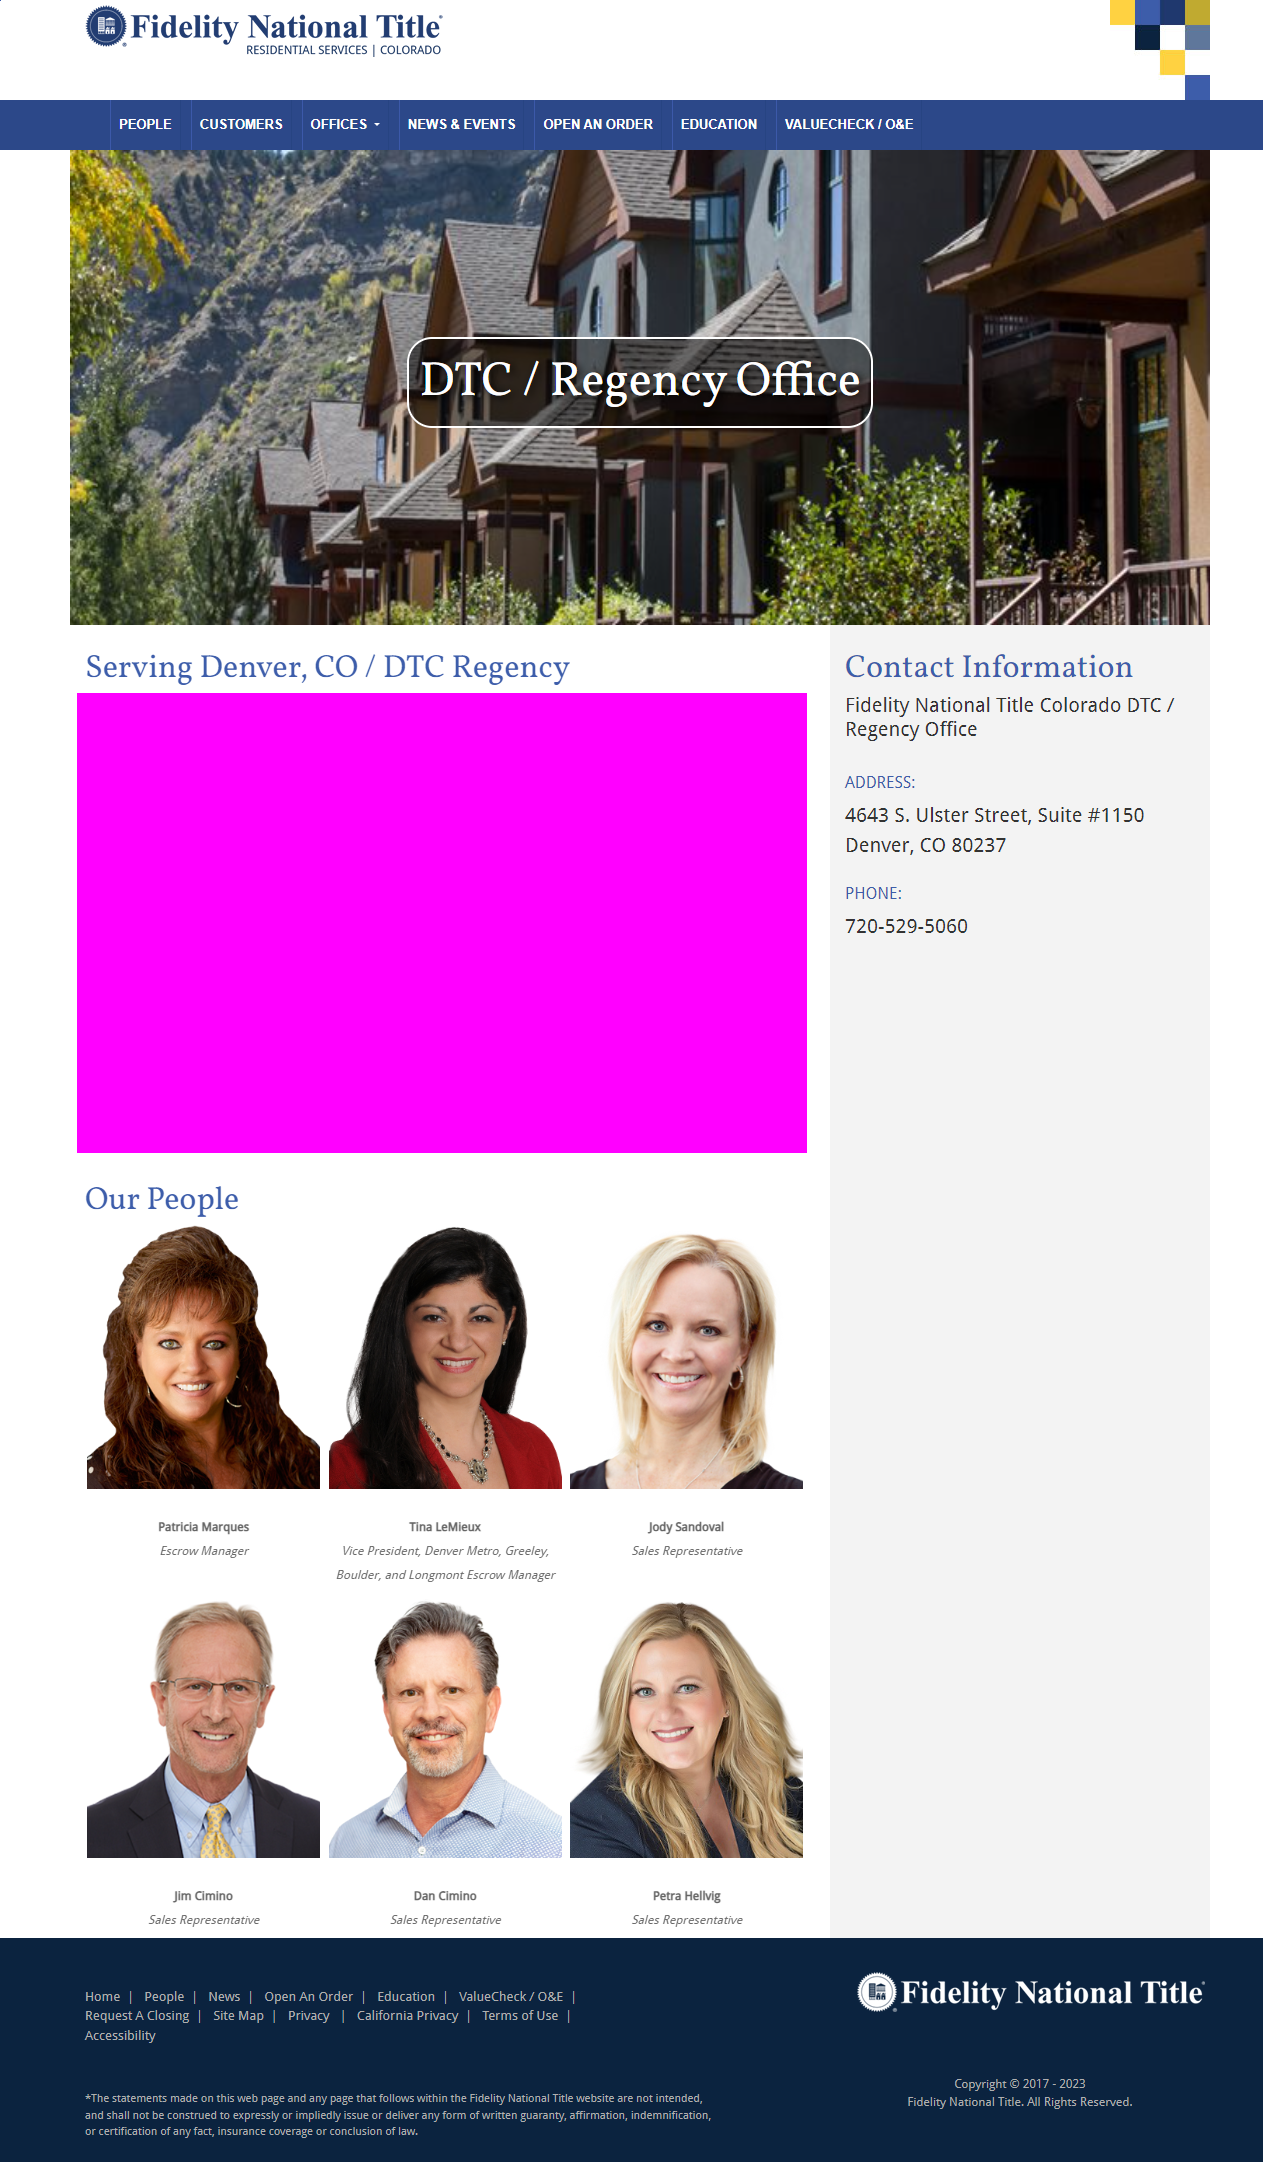 Fidelity National Title
RESIDENTIAL SERVICES | COLORADO
PEOPLE
CUSTOMERS
OFFICES
NEWS & EVENTS
OPEN AN ORDER
EDUCATION
VALUECHECK / O&E
DTC / Regency Office
Serving Denver, CO / DTC Regency
Contact Information
Fidelity National Title Colorado DTC /
Regency Office
ADDRESS:
4643 S. Ulster Street, Suite #1150
Denver, CO 80237
PHONE:
720-529-5060
Our People
Patricia Marques
Escrow Manager
Tina LeMieux
Vice President, Denver Metro, Greeley,
Boulder, and Longmont Escrow Manager
Jody Sandoval
Sales Representative
Jim Cimino
Sales Representative
Dan Cimino
Sales Representative
Petra Hellvig
Sales Representative
Home | People | News | Open An Order | Education | ValueCheck / O&E |
Request A Closing | Site Map | Privacy | California Privacy | Terms of Use |
Accessibility
*The statements made on this web page and any page that follows within the Fidelity National Title website are not intended,
and shall not be construed to expressly or impliedly issue or deliver any form of written guaranty, affirmation, indemnification,
or certification of any fact, insurance coverage or conclusion of law.
Fidelity National Title
Copyright © 2017 - 2023
Fidelity National Title. All Rights Reserved.